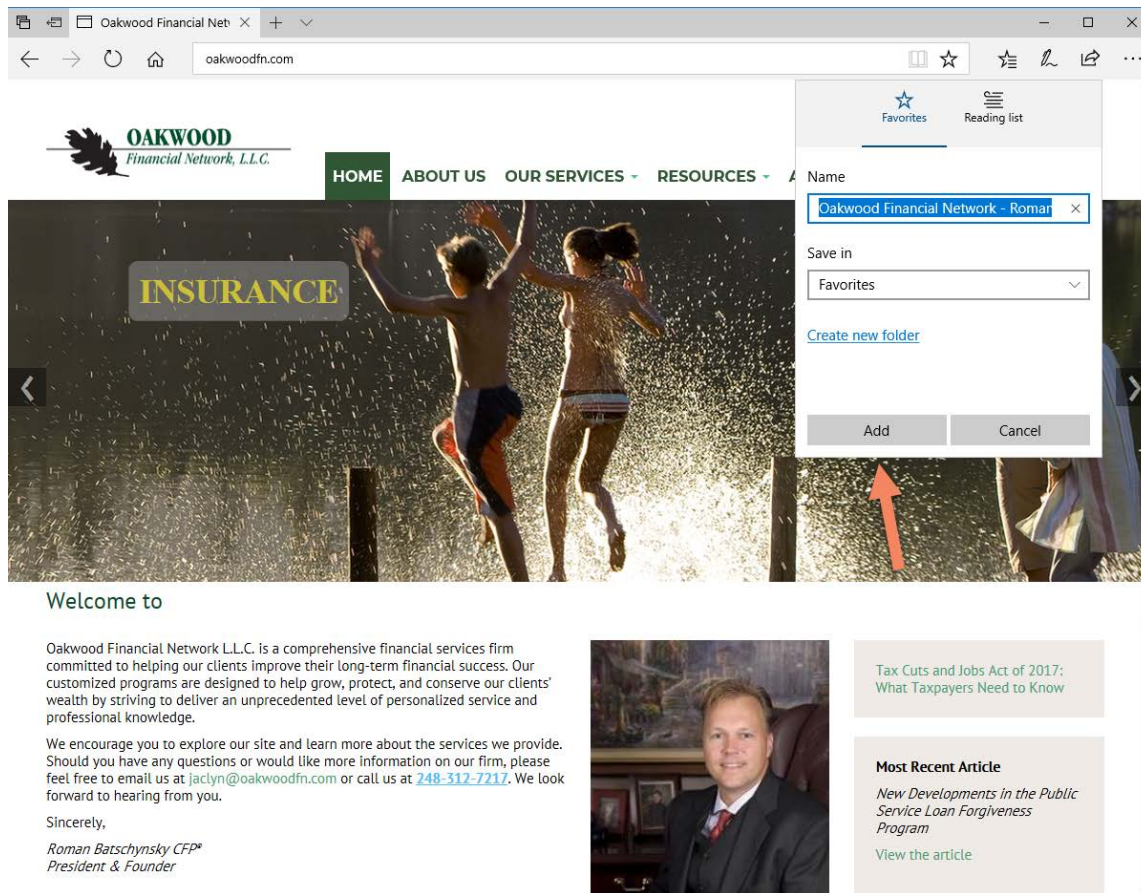 Oakwood Financial Net
oakwoodfn.com
Favorites
Reading list
OAKWOOD
Financial Network, L.L.C.
HOME ABOUT US OUR SERVICES RESOURCES
Name
Oakwood Financial Network - Roman
Save in
Favorites
Create new folder
Add
Cancel
INSURANCE
Welcome to
Oakwood Financial Network L.L.C. is a comprehensive financial services firm
committed to helping our clients improve their long-term financial success. Our
customized programs are designed to help grow, protect, and conserve our clients'
wealth by striving to deliver an unprecedented level of personalized service and
professional knowledge.
We encourage you to explore our site and learn more about the services we provide.
Should you have any questions or would like more information on our firm, please
feel free to email us at jaclyn@oakwoodfn.com or call us at 248-312-7217. We look
forward to hearing from you.
Sincerely,
Roman Batschynsky CFP®
President & Founder
Tax Cuts and Jobs Act of 2017:
What Taxpayers Need to Know
Most Recent Article
New Developments in the Public
Service Loan Forgiveness
Program
View the article